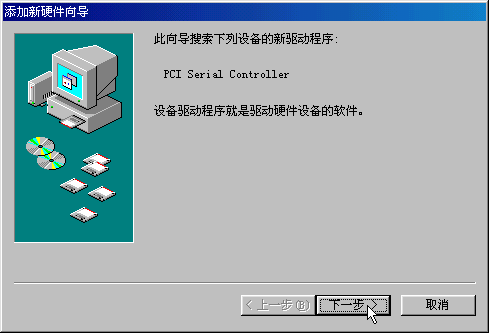 添加新硬件向导
此向导搜索下列设备的新驱动程序:
PCI Serial Controller
设备驱动程序就是驱动硬件设备的软件。
< 上一步(B) 下一步 > 取消